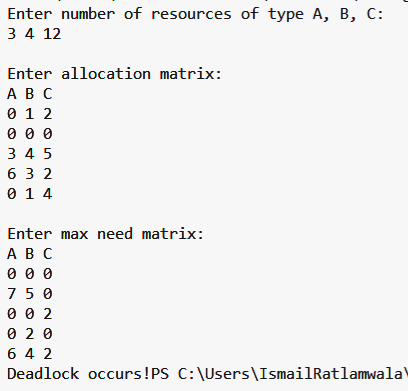 Enter number of resources of type A, B, C:
3 4 12
Enter allocation matrix:
A B C
0 1 2
0 0 0
3 4 5
6 3 2
0 1 4
Enter max need matrix:
A B C
0 0 0
7 5 0
0 0 2
0 2 0
6 4 2
Deadlock occurs!PS C:\Users\IsmailRatlamwala\